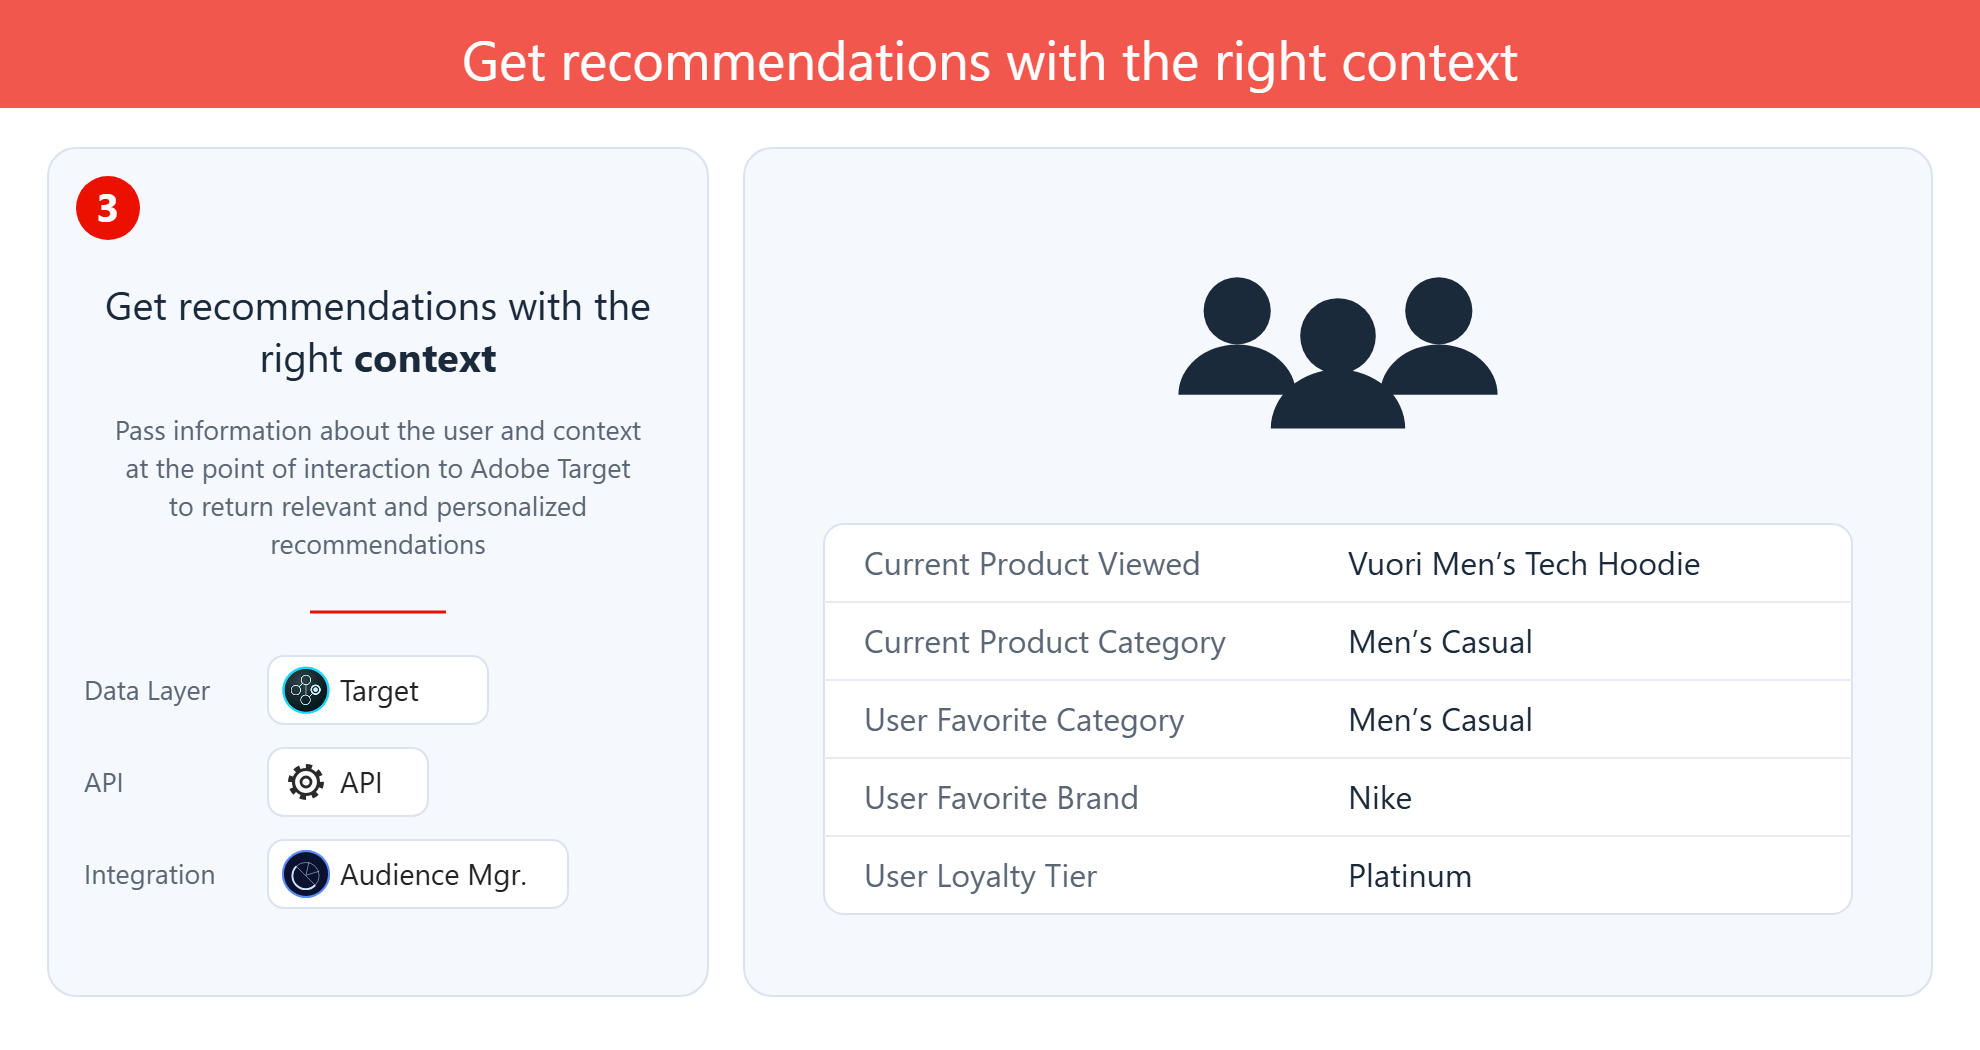 Get recommendations with the right context
3
Get recommendations with the
right context
Pass information about the user and context
at the point of interaction to Adobe Target
to return relevant and personalized
recommendations
Data Layer Target
API API
Integration Audience Mgr.
Current Product Viewed Vuori Men’s Tech Hoodie
Current Product Category Men’s Casual
User Favorite Category Men’s Casual
User Favorite Brand Nike
User Loyalty Tier Platinum